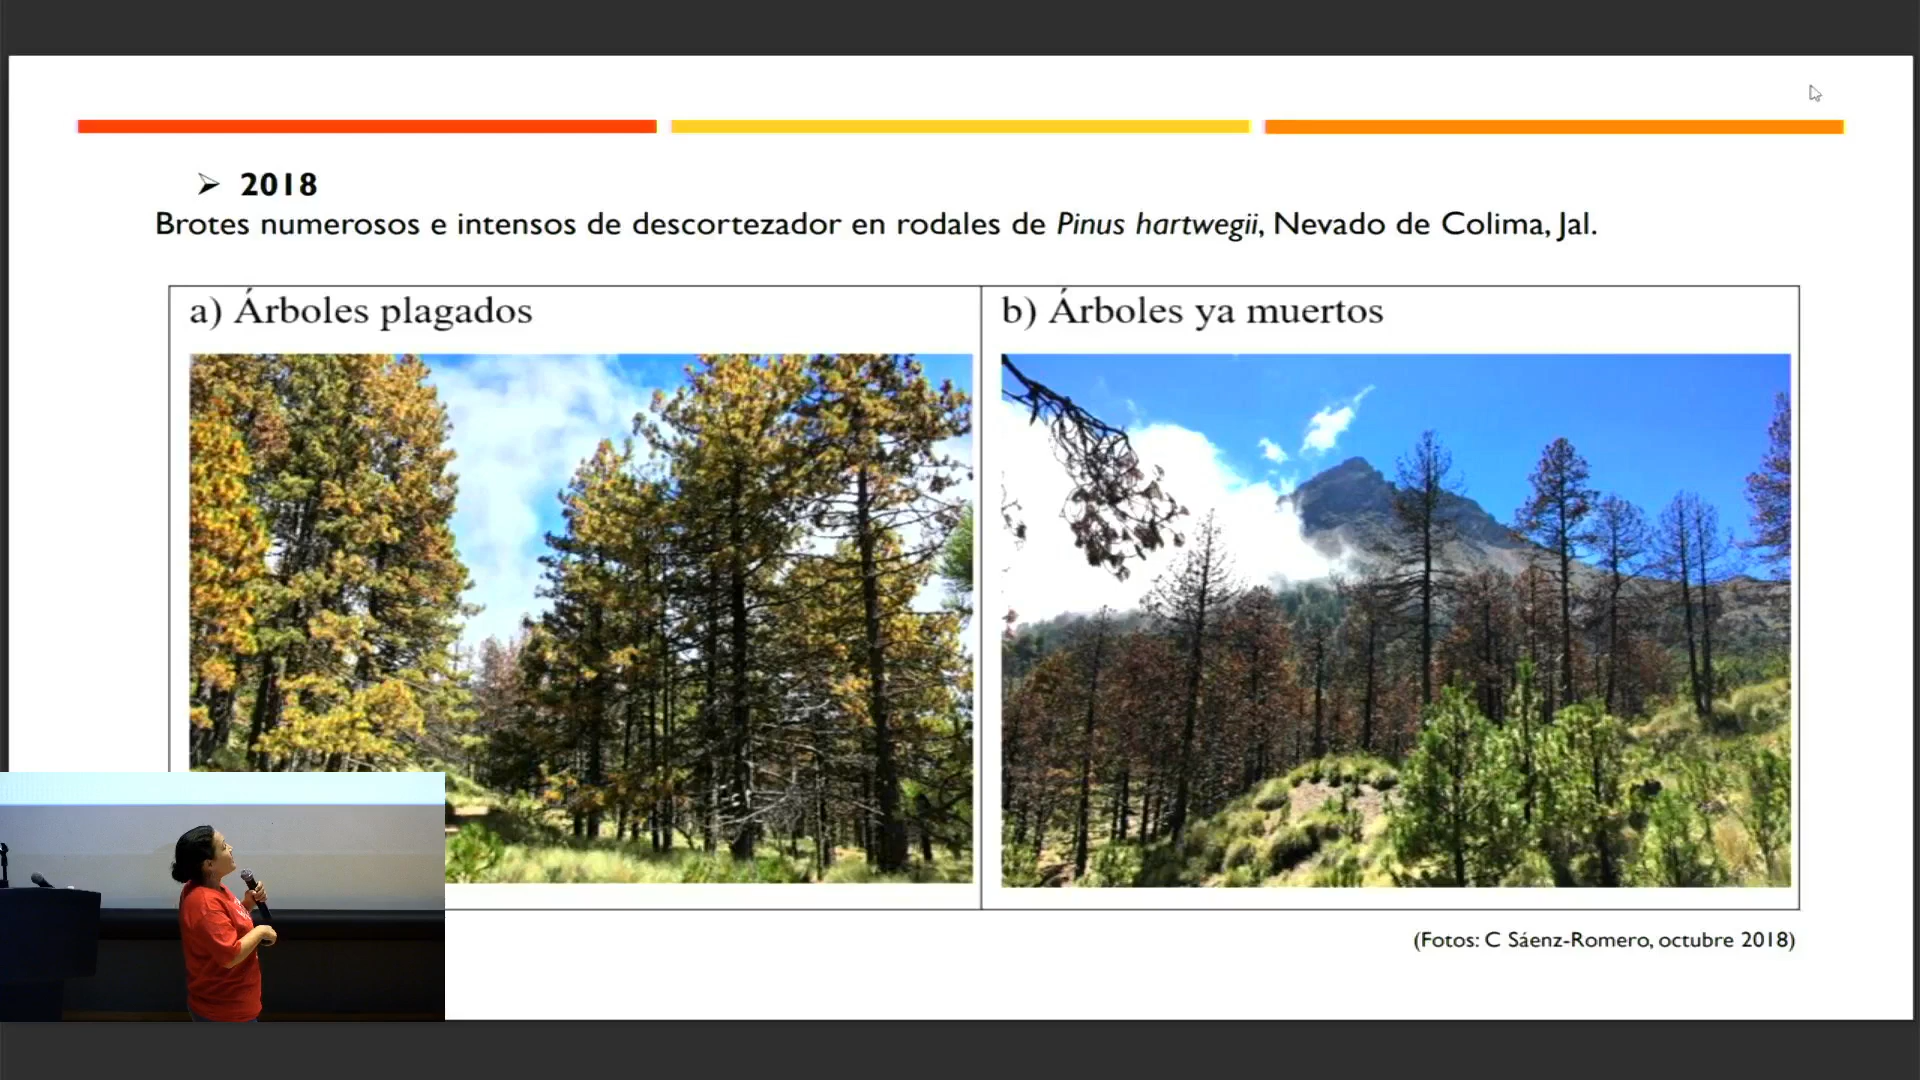 ➢ 2018
Brotes numerosos e intensos de descortezador en rodales de Pinus hartwegii, Nevado de Colima, Jal.
a) Árboles plagados
b) Árboles ya muertos
(Fotos: C Sáenz-Romero, octubre 2018)